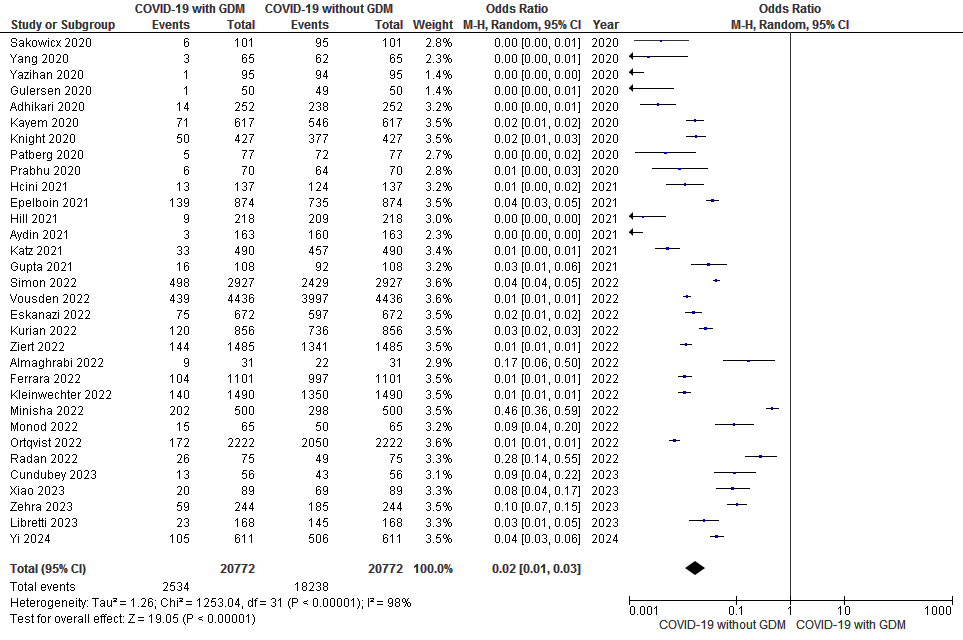 COVID-19 with GDM COVID-19 without GDM Odds Ratio Odds Ratio
Study or Subgroup Events Total Events Total Weight M-H, Random, 95% CI Year M-H, Random, 95% CI
Sakowicx 2020 6 101 95 101 2.8% 0.00 [0.00, 0.01] 2020
Yang 2020 3 65 62 65 2.5% 0.00 [0.00, 0.01] 2020
Yazihan 2020 1 95 94 95 1.4% 0.00 [0.00, 0.00] 2020
Gulersen 2020 1 50 49 50 1.4% 0.00 [0.00, 0.01] 2020
Adhikari 2020 14 252 238 252 3.2% 0.00 [0.00, 0.01] 2020
Kayem 2020 71 617 546 617 3.5% 0.02 [0.01, 0.02] 2020
Knight 2020 50 427 377 427 3.4% 0.02 [0.01, 0.03] 2020
Patberg 2020 5 77 72 77 2.7% 0.00 [0.00, 0.02] 2020
Prabhu 2020 6 70 64 70 2.8% 0.01 [0.00, 0.03] 2020
Hcini 2021 13 137 124 137 3.2% 0.01 [0.00, 0.02] 2021
Epelboin 2021 139 874 735 874 3.5% 0.04 [0.03, 0.05] 2021
Hill 2021 9 218 209 218 3.0% 0.00 [0.00, 0.00] 2021
Aydin 2021 3 163 160 163 2.5% 0.00 [0.00, 0.00] 2021
Katz 2021 33 490 457 490 3.4% 0.01 [0.00, 0.01] 2021
Gupta 2021 16 108 92 108 3.2% 0.03 [0.01, 0.06] 2021
Simon 2022 498 2927 2429 2927 3.6% 0.04 [0.04, 0.05] 2022
Vousden 2022 439 4436 3997 4436 3.5% 0.01 [0.01, 0.01] 2022
Eskanazi 2022 75 672 597 672 3.5% 0.02 [0.01, 0.02] 2022
Kurian 2022 120 856 736 856 3.5% 0.03 [0.02, 0.03] 2022
Ziert 2022 144 1485 1341 1485 3.5% 0.01 [0.01, 0.01] 2022
Almaghrabi 2022 9 31 22 31 2.9% 0.17 [0.06, 0.50] 2022
Ferrara 2022 104 1101 997 1101 3.5% 0.01 [0.01, 0.01] 2022
Kleinwechter 2022 140 1490 1350 1490 3.5% 0.01 [0.01, 0.01] 2022
Minisha 2022 202 500 298 500 3.5% 0.46 [0.36, 0.59] 2022
Monod 2022 15 65 50 65 3.1% 0.09 [0.04, 0.20] 2022
Ortqvist 2022 172 2222 2050 2222 3.5% 0.01 [0.01, 0.01] 2022
Radan 2022 26 75 49 75 3.3% 0.28 [0.14, 0.55] 2022
Cundubey 2023 13 56 43 56 3.1% 0.09 [0.04, 0.22] 2023
Xiao 2023 20 89 69 89 3.2% 0.08 [0.04, 0.17] 2023
Zehra 2023 59 244 185 244 3.4% 0.10 [0.07, 0.15] 2023
Libretti 2023 23 168 145 168 3.3% 0.03 [0.01, 0.05] 2023
Yi 2024 105 611 506 611 3.5% 0.04 [0.03, 0.06] 2024
Total (95% CI) 20772 20772 100.0% 0.02 [0.01, 0.03]
Total events 2534 18238
Heterogeneity: Tau² = 1.26; Chi² = 1253.04, df = 31 (P < 0.00001); I² = 98%
Test for overall effect: Z = 19.05 (P < 0.00001)
0.001 0.1 1 10 1000
COVID-19 without GDM COVID-19 with GDM